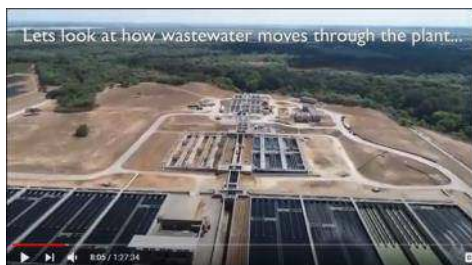 Lets look at how wastewater moves through the plant...
8:05 / 1:27:34